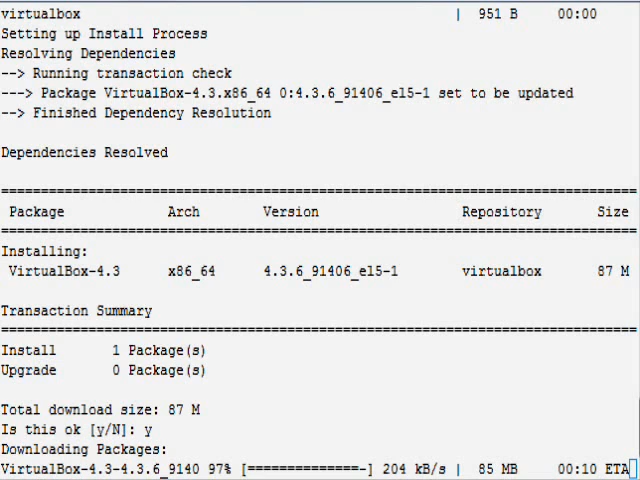 virtualbox | 951 B 00:00
Setting up Install Process
Resolving Dependencies
--> Running transaction check
---> Package VirtualBox-4.3.x86_64 0:4.3.6_91406_el5-1 set to be updated
--> Finished Dependency Resolution
Dependencies Resolved
================================================================================
Package Arch Version Repository Size
================================================================================
Installing:
VirtualBox-4.3 x86_64 4.3.6_91406_el5-1 virtualbox 87 M
Transaction Summary
================================================================================
Install 1 Package(s)
Upgrade 0 Package(s)
Total download size: 87 M
Is this ok [y/N]: y
Downloading Packages:
VirtualBox-4.3-4.3.6_9140 97% [==============-] 204 kB/s | 85 MB 00:10 ETA